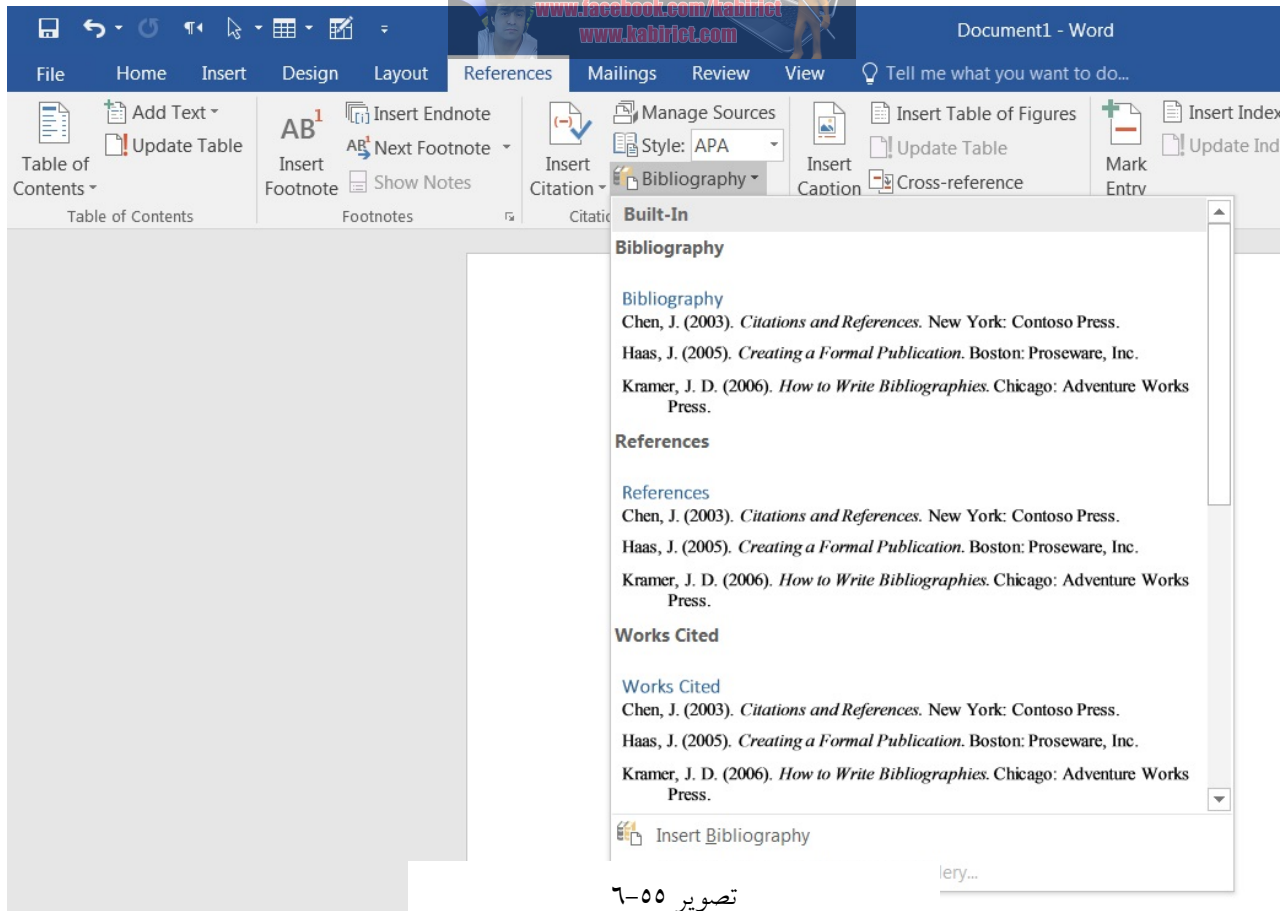 www.facebook.com/kabirict
www.kabirict.com
Document1 - Word
File Home Insert Design Layout References Mailings Review View Tell me what you want to do...
Table of Contents
Add Text
Update Table
Table of Contents
AB1
Insert Footnote
Insert Endnote
AB1 Next Footnote
Show Notes
Footnotes
Insert Citation
Manage Sources
Style: APA
Bibliography
Insert Caption
Insert Table of Figures
Update Table
Cross-reference
Mark Entry
Insert Index
Update Ind
Citatio
Built-In
Bibliography
Bibliography
Chen, J. (2003). Citations and References. New York: Contoso Press.
Haas, J. (2005). Creating a Formal Publication. Boston: Proseware, Inc.
Kramer, J. D. (2006). How to Write Bibliographies. Chicago: Adventure Works
Press.
References
References
Chen, J. (2003). Citations and References. New York: Contoso Press.
Haas, J. (2005). Creating a Formal Publication. Boston: Proseware, Inc.
Kramer, J. D. (2006). How to Write Bibliographies. Chicago: Adventure Works
Press.
Works Cited
Works Cited
Chen, J. (2003). Citations and References. New York: Contoso Press.
Haas, J. (2005). Creating a Formal Publication. Boston: Proseware, Inc.
Kramer, J. D. (2006). How to Write Bibliographies. Chicago: Adventure Works
Press.
Insert Bibliography
lery...
تصویر ٥٥-٦